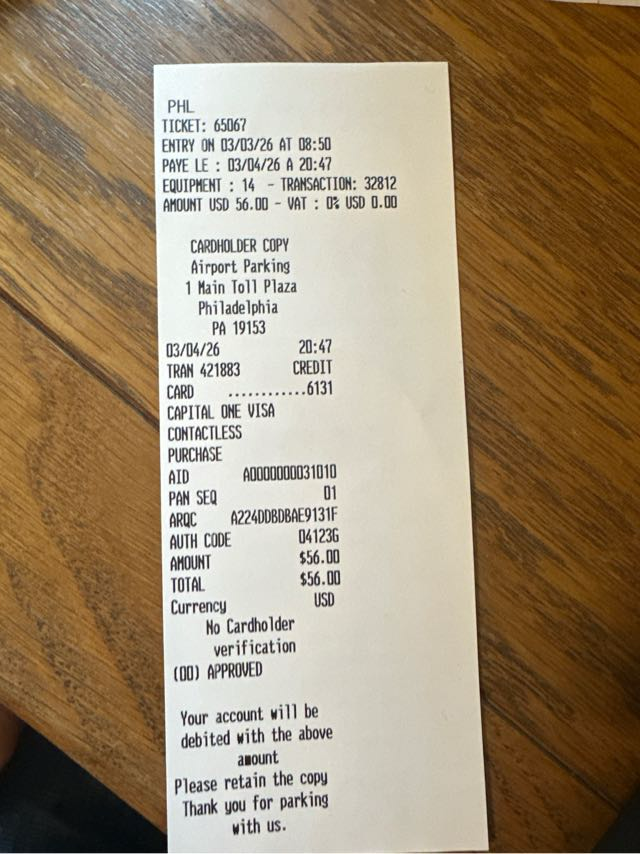 PHL
TICKET: 65067
ENTRY ON 03/03/26 AT 08:50
PAYE LE : 03/04/26 A 20:47
EQUIPMENT : 14 - TRANSACTION: 32812
AMOUNT USD 56.00 - VAT : 0% USD 0.00
CARDHOLDER COPY
Airport Parking
1 Main Toll Plaza
Philadelphia
PA 19153
03/04/26 20:47
TRAN 421883 CREDIT
CARD ............6131
CAPITAL ONE VISA
CONTACTLESS
PURCHASE
AID A0000000031010
PAN SEQ 01
ARQC A224DDBDBAE9131F
AUTH CODE 04123G
AMOUNT $56.00
TOTAL $56.00
Currency USD
No Cardholder
verification
(00) APPROVED
Your account will be
debited with the above
amount
Please retain the copy
Thank you for parking
with us.